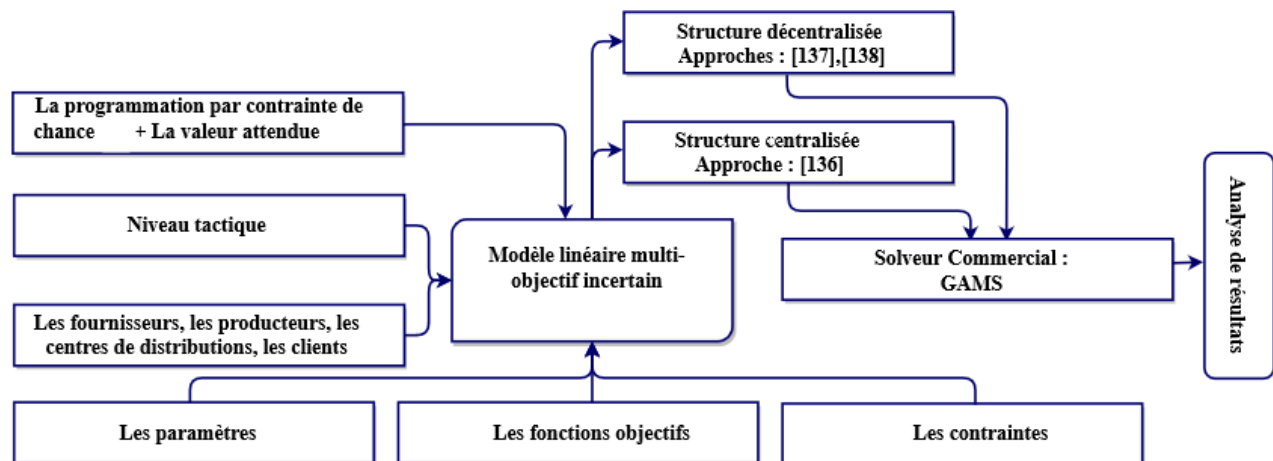 Structure décentralisée
Approches : [137],[138]
La programmation par contrainte de
chance + La valeur attendue
Structure centralisée
Approche : [136]
Niveau tactique
Modèle linéaire multi-
objectif incertain
Solveur Commercial :
GAMS
Analyse de résultats
Les fournisseurs, les producteurs, les
centres de distributions, les clients
Les paramètres
Les fonctions objectifs
Les contraintes